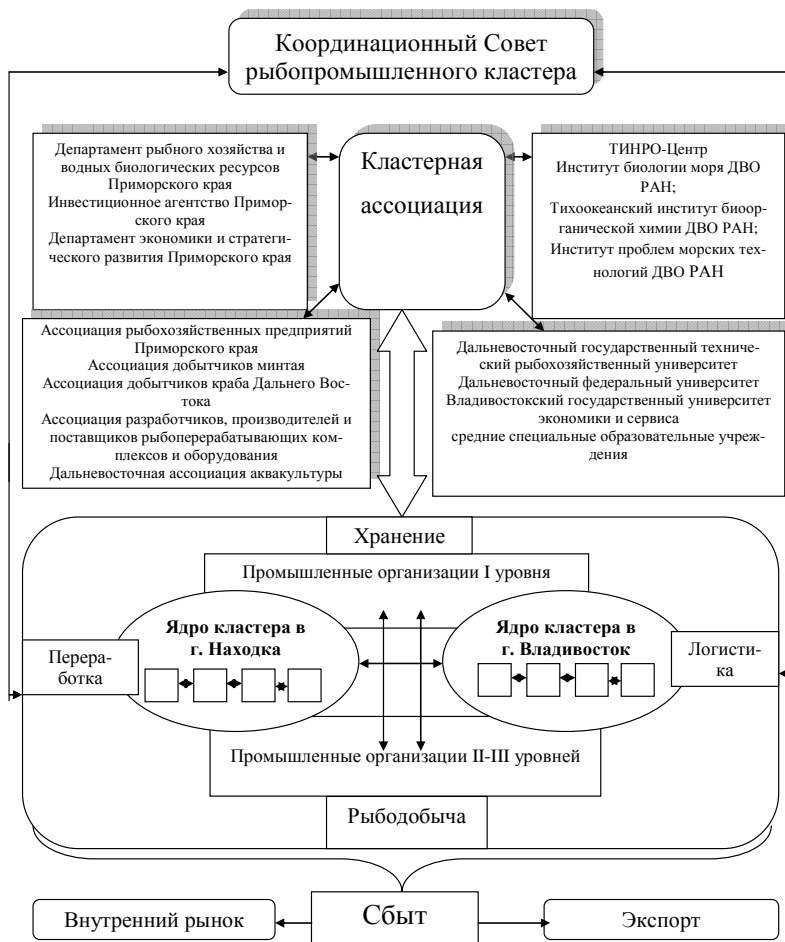 Координационный Совет
рыбопромышленного кластера
Департамент рыбного хозяйства и
водных биологических ресурсов
Приморского края
Инвестиционное агентство Примор-
ского края
Департамент экономики и стратеги-
ческого развития Приморского края
Кластерная
ассоциация
ТИНРО-Центр
Институт биологии моря ДВО
РАН;
Тихоокеанский институт биоор-
ганической химии ДВО РАН;
Институт проблем морских тех-
нологий ДВО РАН
Ассоциация рыбохозяйственных предприятий
Приморского края
Ассоциация добытчиков минтая
Ассоциация добытчиков краба Дальнего Вос-
тока
Ассоциация разработчиков, производителей и
поставщиков рыбоперерабатывающих ком-
плексов и оборудования
Дальневосточная ассоциация аквакультуры
Дальневосточный государственный техниче-
ский рыбохозяйственный университет
Дальневосточный федеральный университет
Владивостокский государственный университет
экономики и сервиса
средние специальные образовательные учреж-
дения
Хранение
Промышленные организации I уровня
Ядро кластера в
г. Находка
Ядро кластера в
г. Владивосток
Перера-
ботка
Логисти-
ка
Промышленные организации II-III уровней
Рыбодобыча
Внутренний рынок
Сбыт
Экспорт